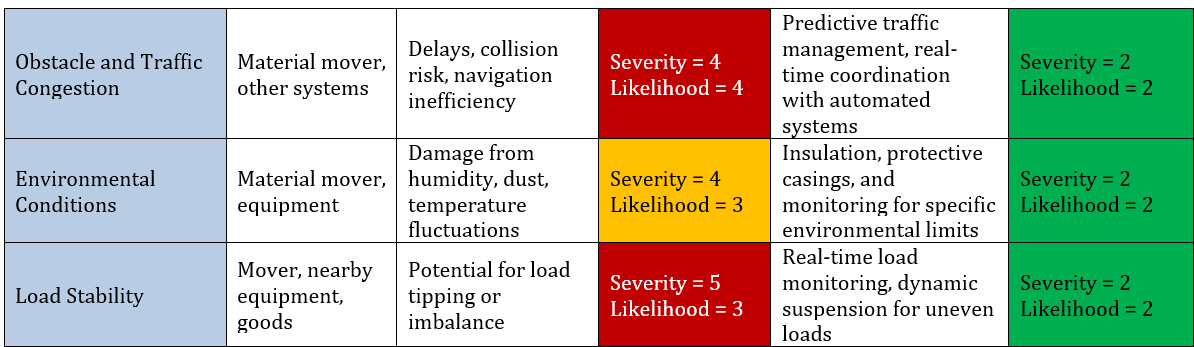 Obstacle and Traffic
Congestion
Material mover,
other systems
Delays, collision
risk, navigation
inefficiency
Severity = 4
Likelihood = 4
Predictive traffic
management, real-
time coordination
with automated
systems
Severity = 2
Likelihood = 2
Environmental
Conditions
Material mover,
equipment
Damage from
humidity, dust,
temperature
fluctuations
Severity = 4
Likelihood = 3
Insulation, protective
casings, and
monitoring for specific
environmental limits
Severity = 2
Likelihood = 2
Load Stability
Mover, nearby
equipment,
goods
Potential for load
tipping or
imbalance
Severity = 5
Likelihood = 3
Real-time load
monitoring, dynamic
suspension for uneven
loads
Severity = 2
Likelihood = 2